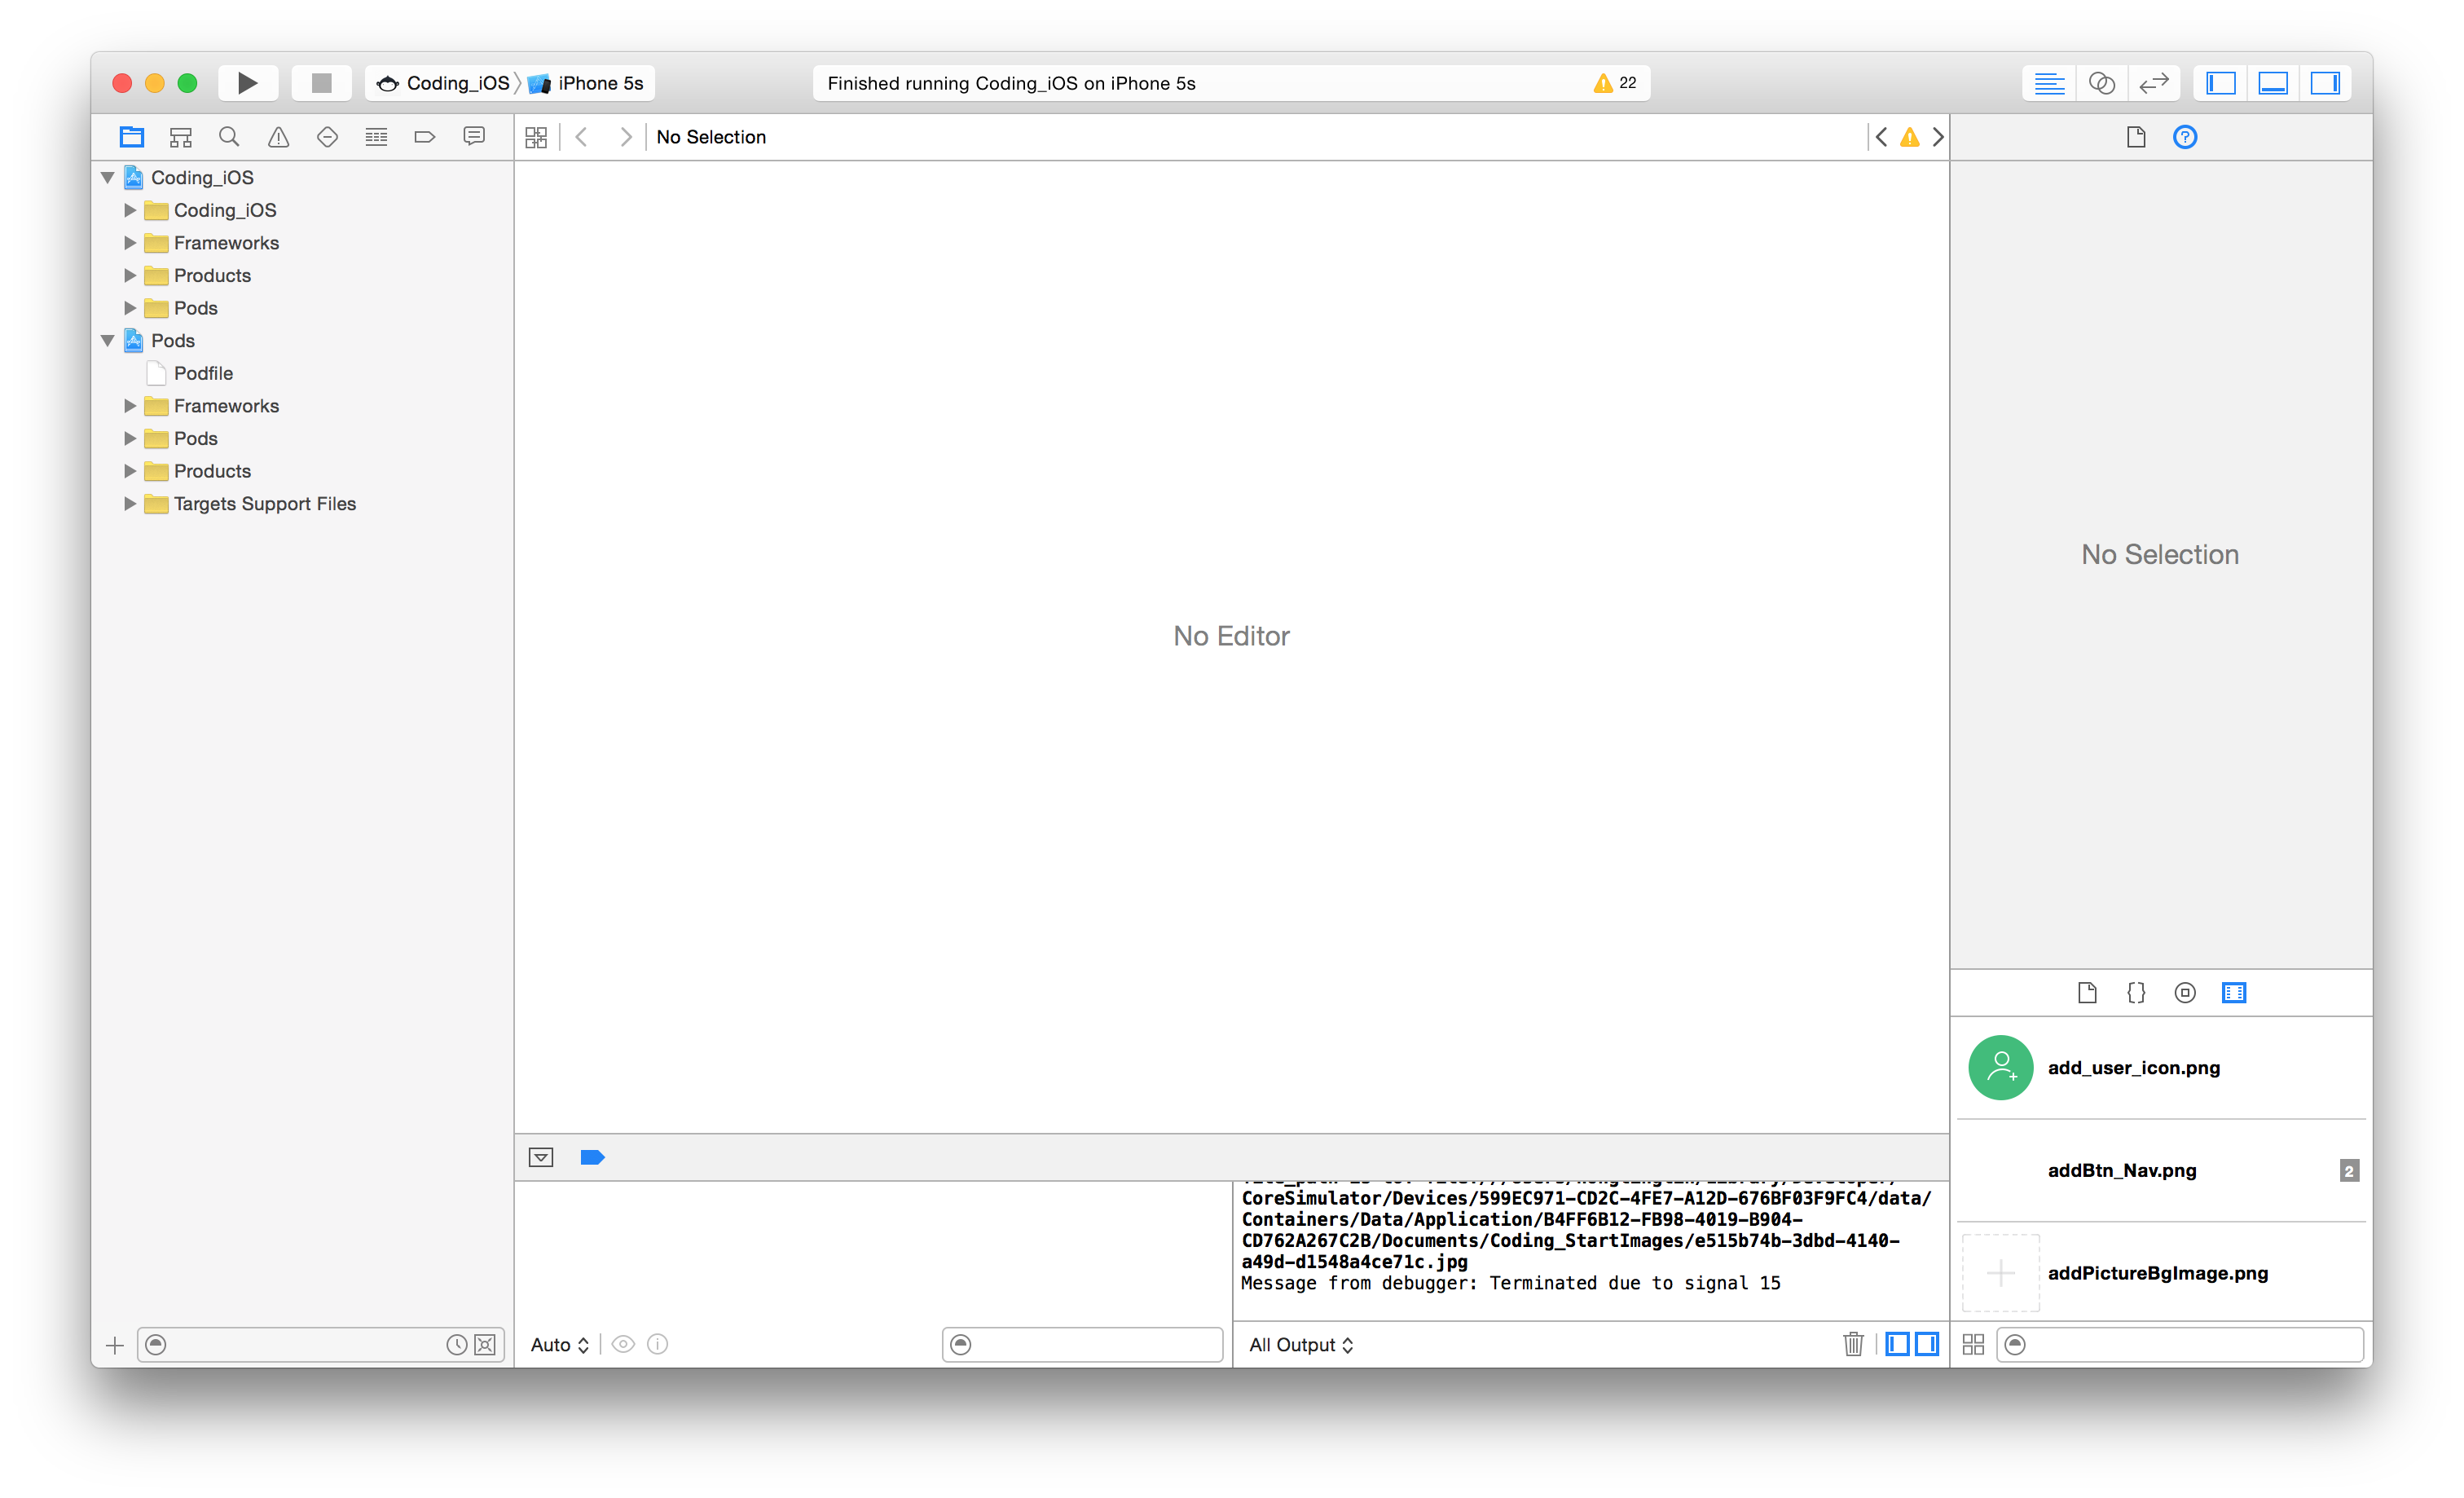 Coding_iOS
iPhone 5s
Finished running Coding_iOS on iPhone 5s
22
No Selection
Coding_iOS
Coding_iOS
Frameworks
Products
Pods
Pods
Podfile
Frameworks
Pods
Products
Targets Support Files
No Editor
No Selection
add_user_icon.png
addBtn_Nav.png
2
addPictureBgImage.png
CoreSimulator/Devices/599EC971-CD2C-4FE7-A12D-676BF03F9FC4/data/
Containers/Data/Application/B4FF6B12-FB98-4019-B904-
CD762A267C2B/Documents/Coding_StartImages/e515b74b-3dbd-4140-
a49d-d1548a4ce71c.jpg
Message from debugger: Terminated due to signal 15
Auto
All Output